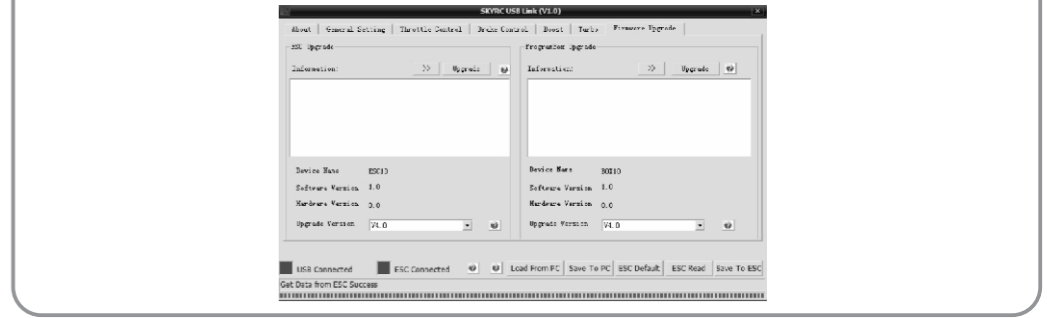 SKYRC USB Link (V1.0)
About General Setting Throttle Control Brake Control Boost Turbo Firmware Upgrade
ESC Upgrade Programbox Upgrade
Information: >> Upgrade Information: >> Upgrade
Device Name ESC10 Device Name BOX10
Software Version 1.0 Software Version 1.0
Hardware Version 0.0 Hardware Version 0.0
Upgrade Version V4.0 Upgrade Version V4.0
USB Connected ESC Connected Load From PC Save To PC ESC Default ESC Read Save To ESC
Get Data from ESC Success